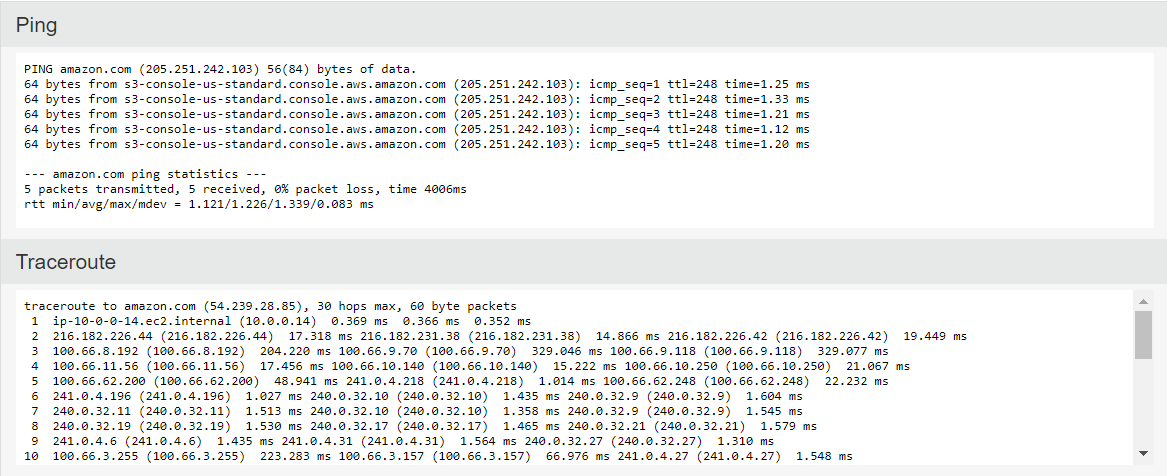 Ping
PING amazon.com (205.251.242.103) 56(84) bytes of data.
64 bytes from s3-console-us-standard.console.aws.amazon.com (205.251.242.103): icmp_seq=1 ttl=248 time=1.25 ms
64 bytes from s3-console-us-standard.console.aws.amazon.com (205.251.242.103): icmp_seq=2 ttl=248 time=1.33 ms
64 bytes from s3-console-us-standard.console.aws.amazon.com (205.251.242.103): icmp_seq=3 ttl=248 time=1.21 ms
64 bytes from s3-console-us-standard.console.aws.amazon.com (205.251.242.103): icmp_seq=4 ttl=248 time=1.12 ms
64 bytes from s3-console-us-standard.console.aws.amazon.com (205.251.242.103): icmp_seq=5 ttl=248 time=1.20 ms
--- amazon.com ping statistics ---
5 packets transmitted, 5 received, 0% packet loss, time 4006ms
rtt min/avg/max/mdev = 1.121/1.226/1.339/0.083 ms
Traceroute
traceroute to amazon.com (54.239.28.85), 30 hops max, 60 byte packets
1 ip-10-0-0-14.ec2.internal (10.0.0.14) 0.369 ms 0.366 ms 0.352 ms
2 216.182.226.44 (216.182.226.44) 17.318 ms 216.182.231.38 (216.182.231.38) 14.866 ms 216.182.226.42 (216.182.226.42) 19.449 ms
3 100.66.8.192 (100.66.8.192) 204.220 ms 100.66.9.70 (100.66.9.70) 329.046 ms 100.66.9.118 (100.66.9.118) 329.077 ms
4 100.66.11.56 (100.66.11.56) 17.456 ms 100.66.10.140 (100.66.10.140) 15.222 ms 100.66.10.250 (100.66.10.250) 21.067 ms
5 100.66.62.200 (100.66.62.200) 48.941 ms 241.0.4.218 (241.0.4.218) 1.014 ms 100.66.62.248 (100.66.62.248) 22.232 ms
6 241.0.4.196 (241.0.4.196) 1.027 ms 240.0.32.10 (240.0.32.10) 1.435 ms 240.0.32.9 (240.0.32.9) 1.604 ms
7 240.0.32.11 (240.0.32.11) 1.513 ms 240.0.32.10 (240.0.32.10) 1.358 ms 240.0.32.9 (240.0.32.9) 1.545 ms
8 240.0.32.19 (240.0.32.19) 1.530 ms 240.0.32.17 (240.0.32.17) 1.465 ms 240.0.32.21 (240.0.32.21) 1.579 ms
9 241.0.4.6 (241.0.4.6) 1.435 ms 241.0.4.31 (241.0.4.31) 1.564 ms 240.0.32.27 (240.0.32.27) 1.310 ms
10 100.66.3.255 (100.66.3.255) 223.283 ms 100.66.3.157 (100.66.3.157) 66.976 ms 241.0.4.27 (241.0.4.27) 1.548 ms